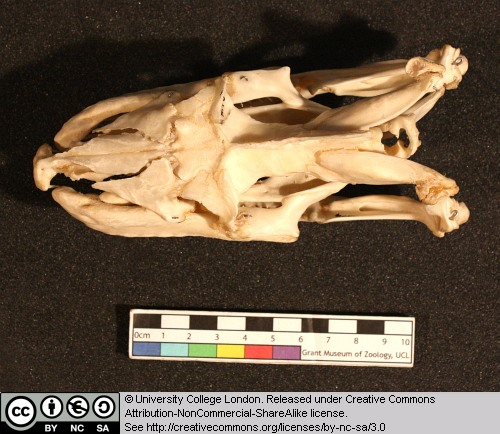 0cm 1 2 3 4 5 6 7 8 9 10
Grant Museum of Zoology, UCL
cc BY NC SA
© University College London. Released under Creative Commons
Attribution-NonCommercial-ShareAlike license.
See http://creativecommons.org/licenses/by-nc-sa/3.0